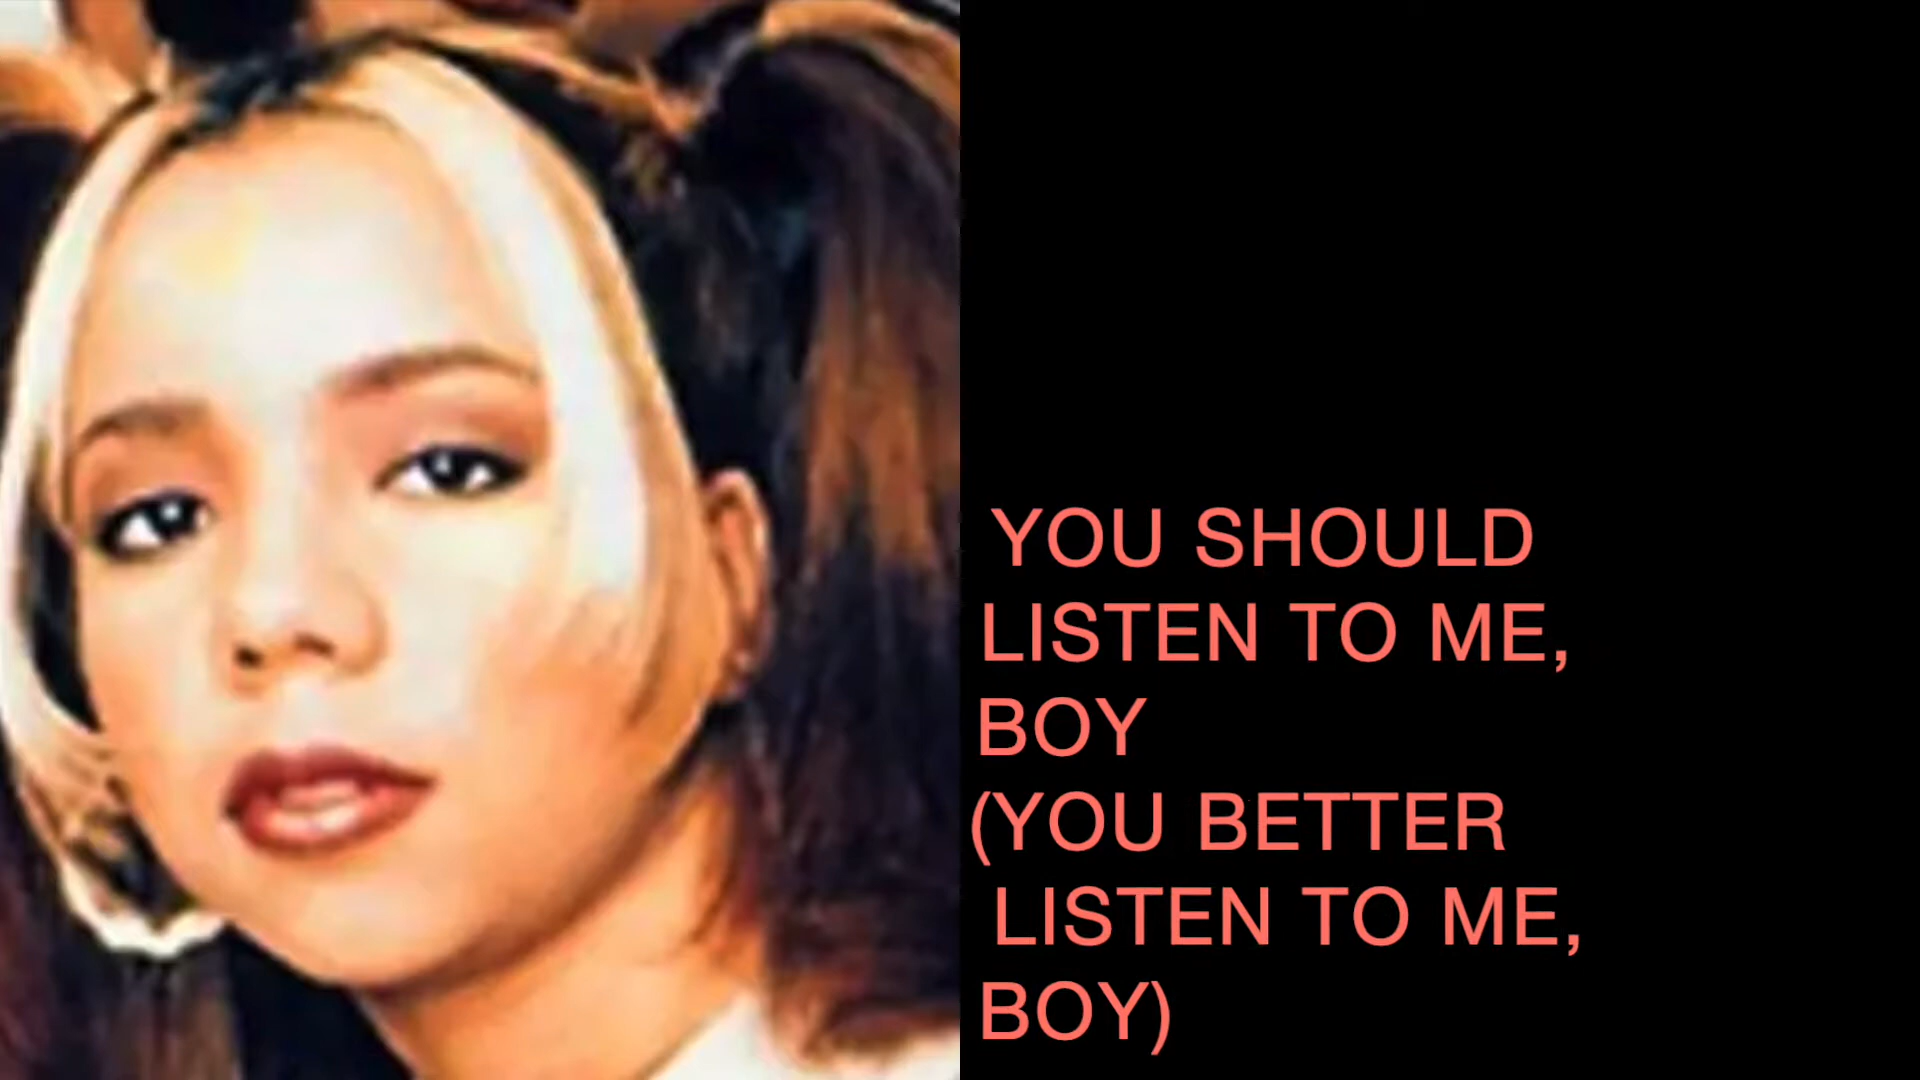 YOU SHOULD
LISTEN TO ME,
BOY
(YOU BETTER
LISTEN TO ME,
BOY)